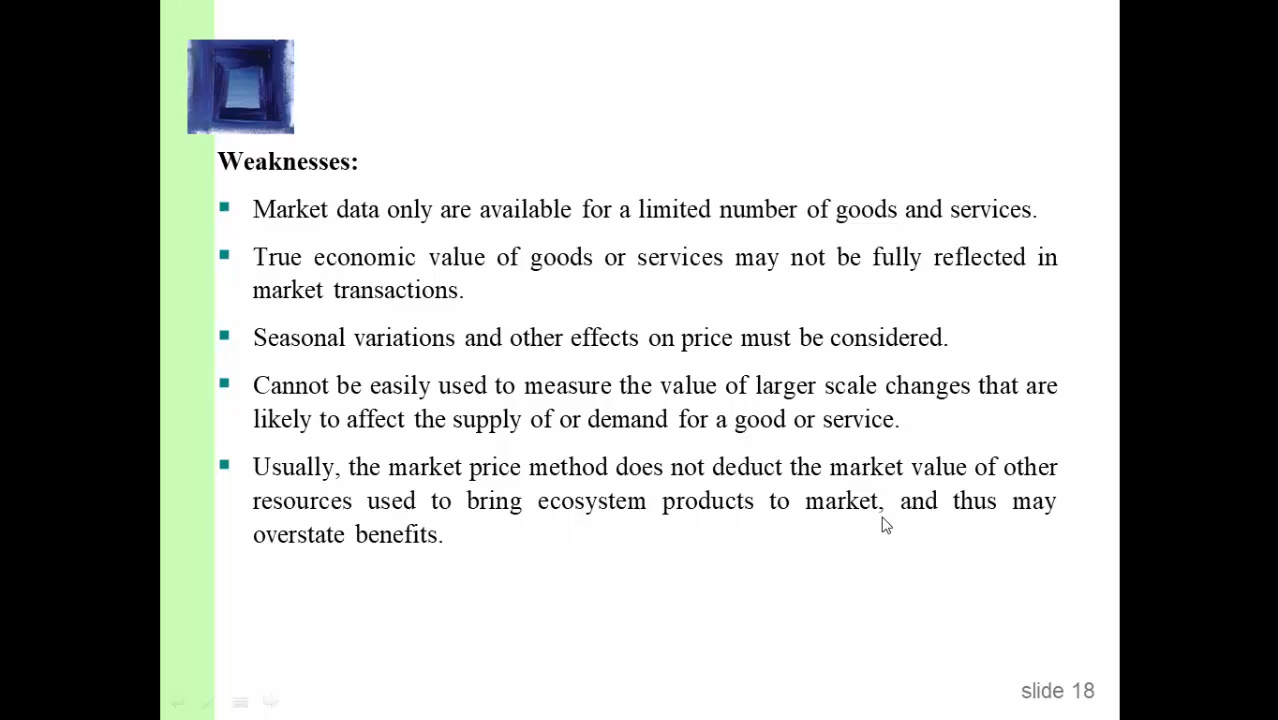 Weaknesses:
Market data only are available for a limited number of goods and services.
True economic value of goods or services may not be fully reflected in
market transactions.
Seasonal variations and other effects on price must be considered.
Cannot be easily used to measure the value of larger scale changes that are
likely to affect the supply of or demand for a good or service.
Usually, the market price method does not deduct the market value of other
resources used to bring ecosystem products to market, and thus may
overstate benefits.
slide 18